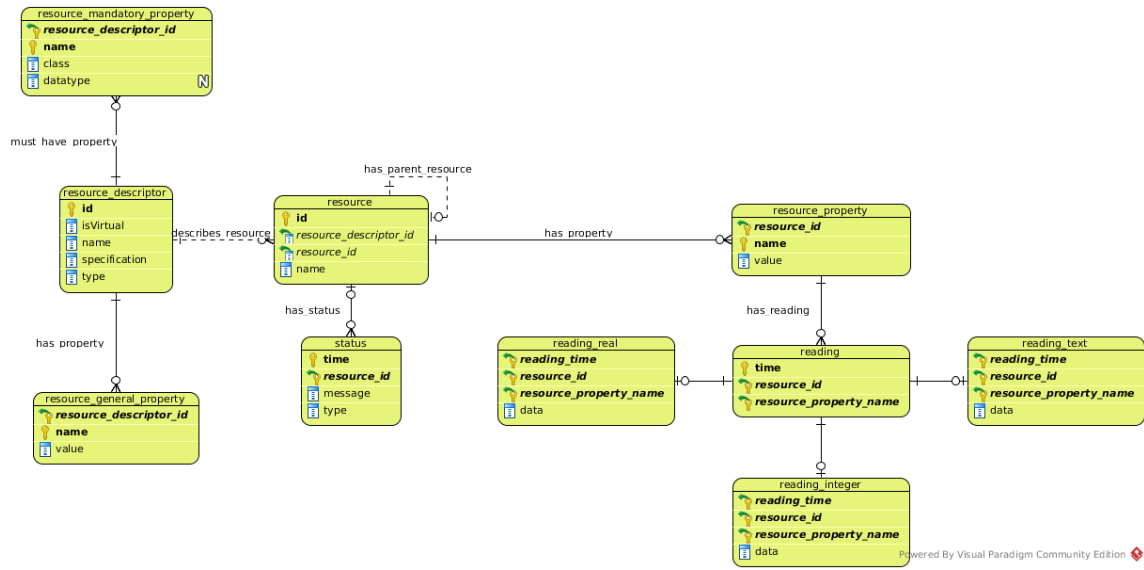 resource_mandatory_property
resource_descriptor_id
name
class
datatype
N
must_have_property
resource_descriptor
id
isVirtual
name
specification
type
describes_resource
has_parent_resource
resource
id
resource_descriptor_id
resource_id
name
has_property
resource_property
resource_id
name
value
has_status
has_reading
has_property
status
time
resource_id
message
type
reading_real
reading_time
resource_id
resource_property_name
data
reading
time
resource_id
resource_property_name
reading_text
reading_time
resource_id
resource_property_name
data
resource_general_property
resource_descriptor_id
name
value
reading_integer
reading_time
resource_id
resource_property_name
data
Powered By Visual Paradigm Community Edition